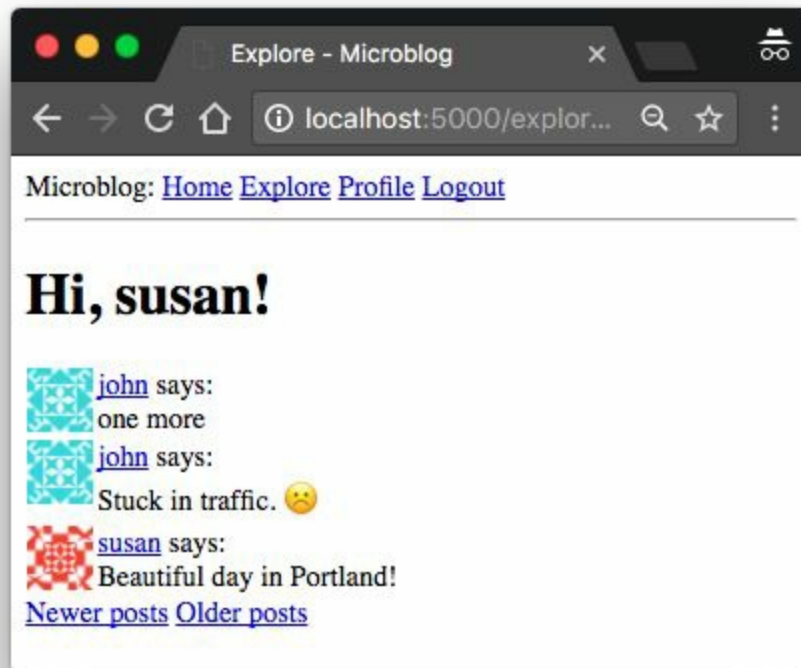 Explore - Microblog
localhost:5000/explor...
Microblog: Home Explore Profile Logout
Hi, susan!
john says:
one more
john says:
Stuck in traffic. ☹️
susan says:
Beautiful day in Portland!
Newer posts Older posts